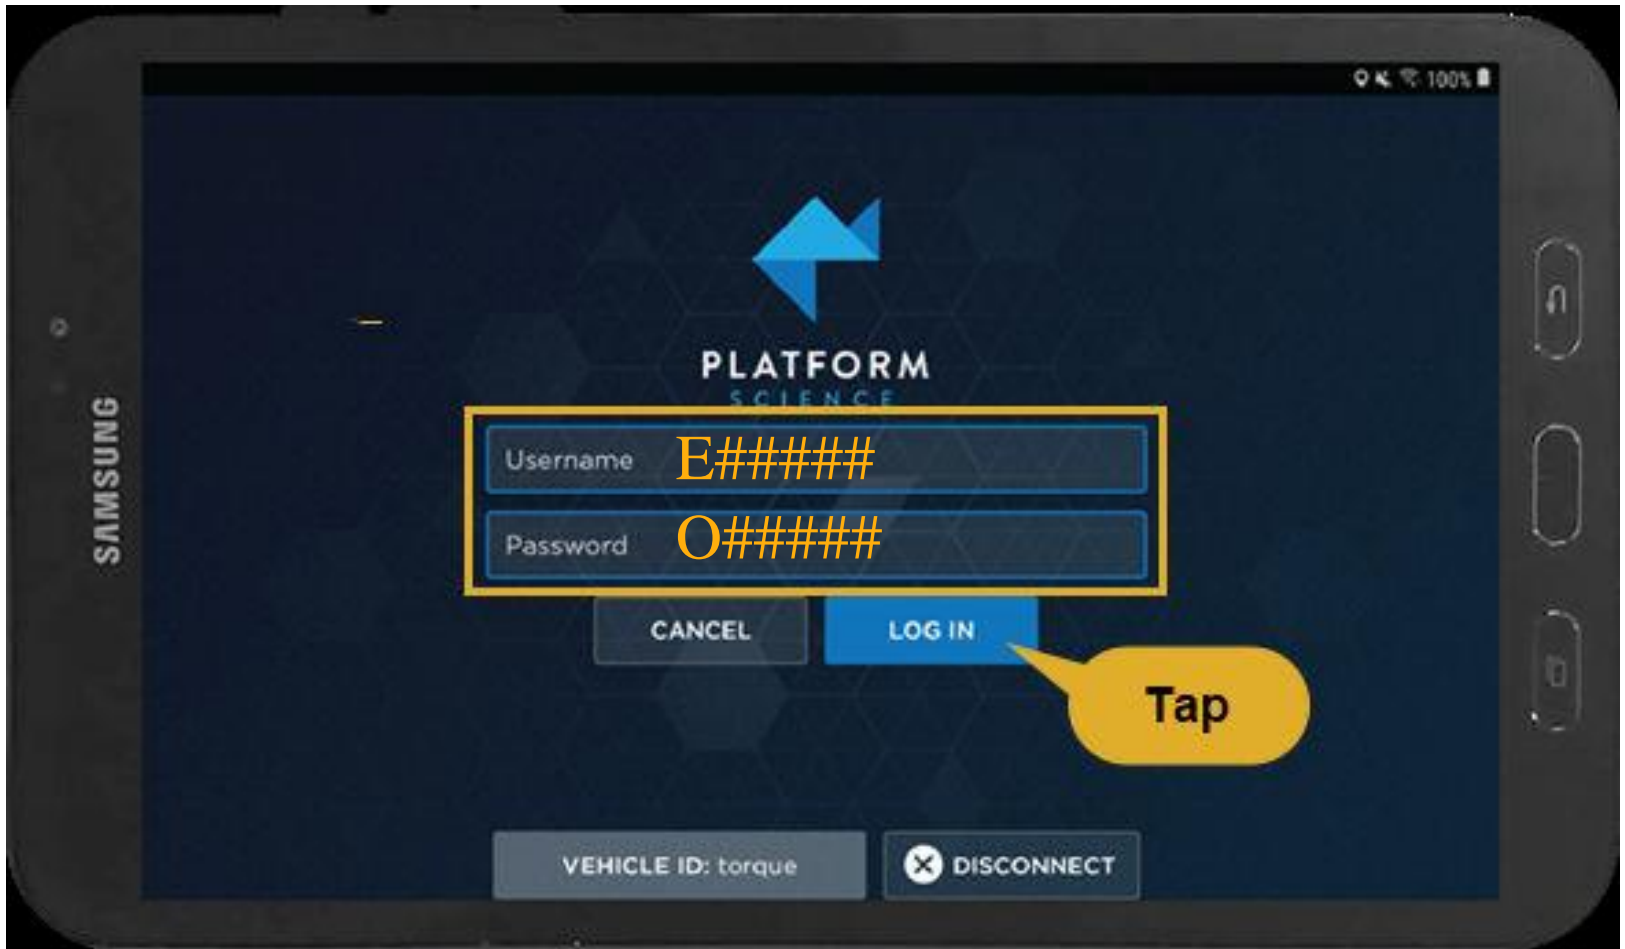 100%
PLATFORM
SCIENCE
SAMSUNG
Username E#####
Password O#####
CANCEL LOG IN
Tap
VEHICLE ID: torque DISCONNECT